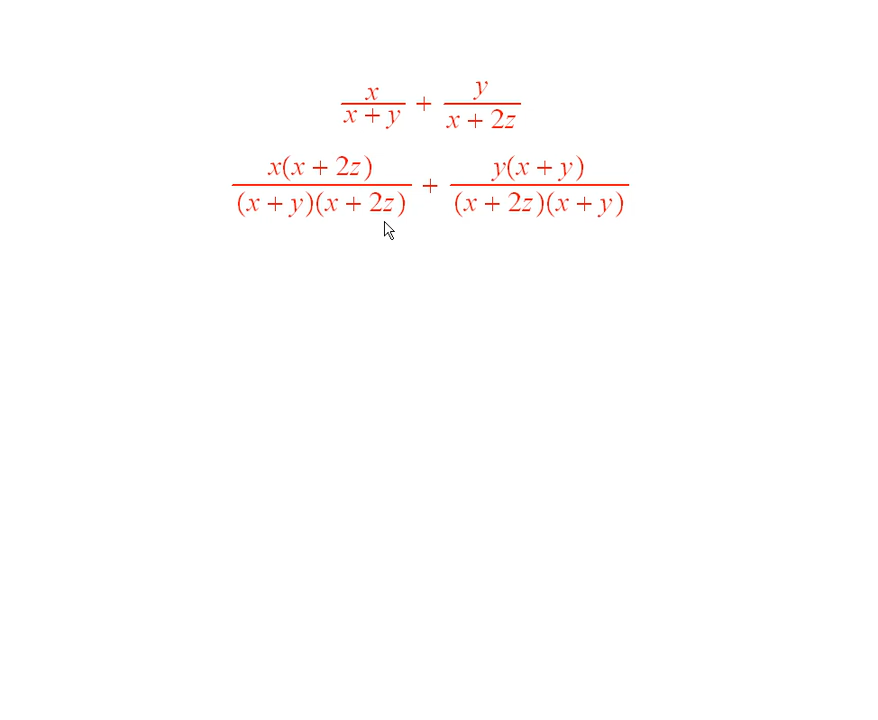 x/(x + y) + y/(x + 2z)
x(x + 2z)/((x + y)(x + 2z)) + y(x + y)/((x + 2z)(x + y))